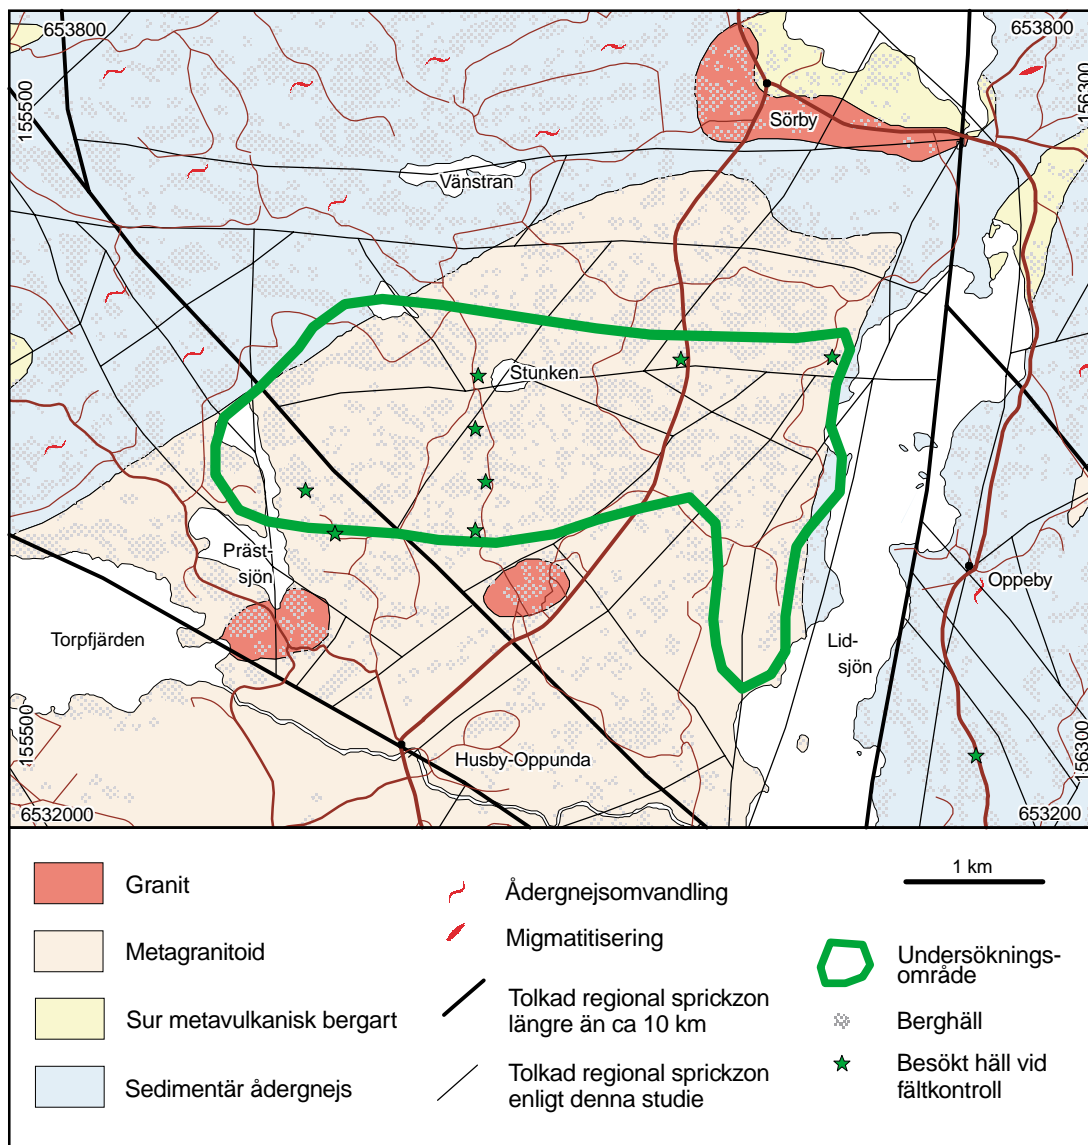 653800
653800
155500
156300
Sörby
Vänstran
Stunken
Präst-
sjön
Oppeby
Torpfjärden
Lid-
sjön
155500
156300
Husby-Oppunda
6532000
653200
Granit
Metagranitoid
Sur metavulkanisk bergart
Sedimentär ådergnejs
Ådergnejsomvandling
Migmatitisering
Tolkad regional sprickzon
längre än ca 10 km
Tolkad regional sprickzon
enligt denna studie
1 km
Undersöknings-
område
Berghäll
Besökt häll vid
fältkontroll